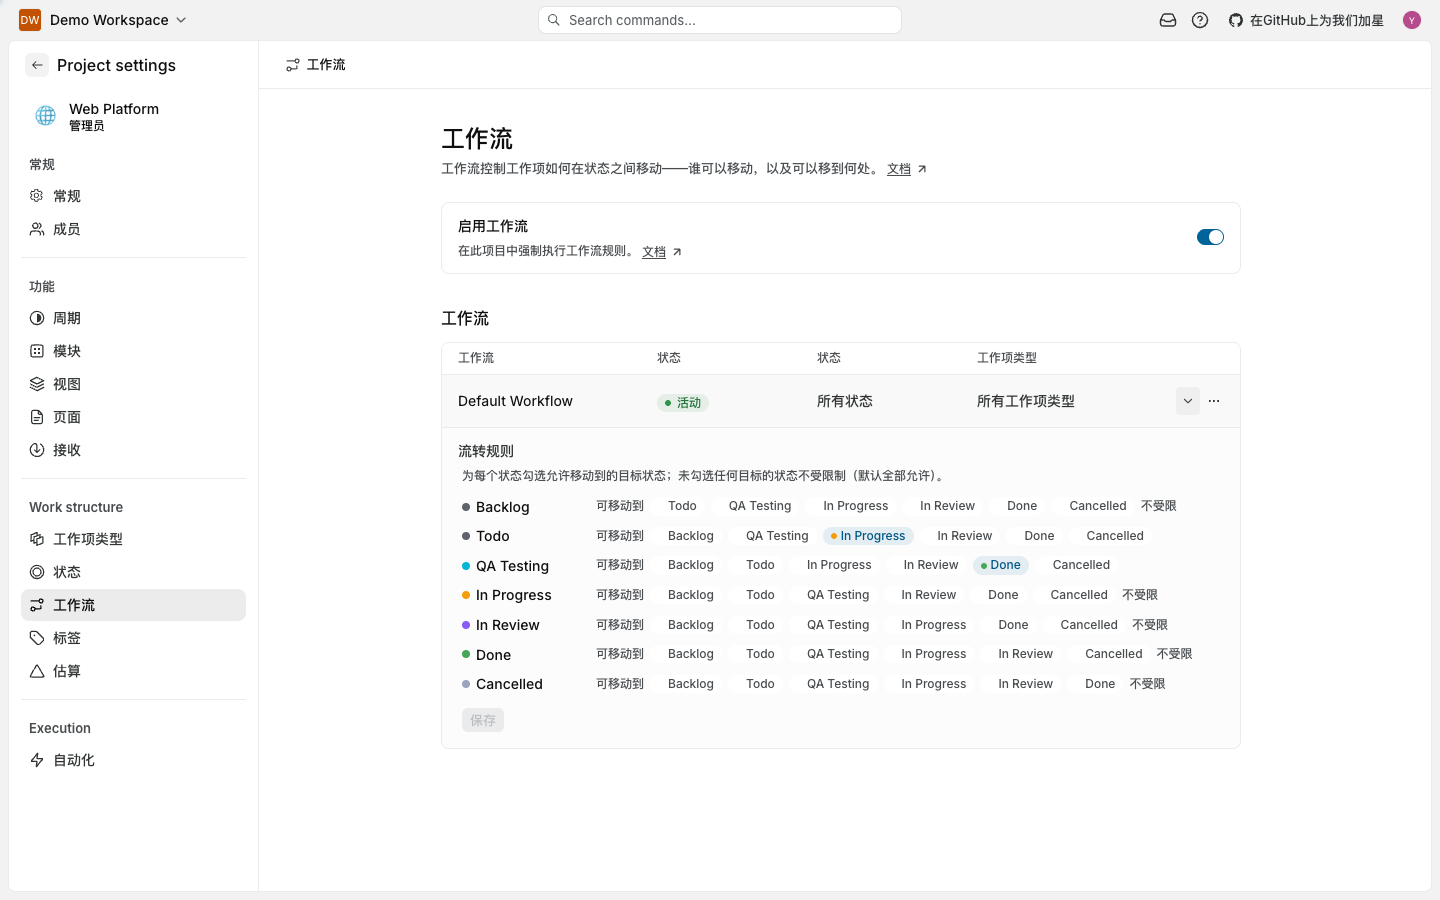 DW Demo Workspace
Search commands...
在GitHub上为我们加星
Y
Project settings
Web Platform
管理员
常规
常规
成员
功能
周期
模块
视图
页面
接收
Work structure
工作项类型
状态
工作流
标签
估算
Execution
自动化
工作流
工作流
工作流控制工作项如何在状态之间移动——谁可以移动，以及可以移到何处。 文档
启用工作流
在此项目中强制执行工作流规则。 文档
工作流
工作流 状态 状态 工作项类型
Default Workflow 活动 所有状态 所有工作项类型
流转规则
为每个状态勾选允许移动到的目标状态；未勾选任何目标的状态不受限制（默认全部允许）。
Backlog 可移动到 Todo QA Testing In Progress In Review Done Cancelled 不受限
Todo 可移动到 Backlog QA Testing In Progress In Review Done Cancelled
QA Testing 可移动到 Backlog Todo In Progress In Review Done Cancelled
In Progress 可移动到 Backlog Todo QA Testing In Review Done Cancelled 不受限
In Review 可移动到 Backlog Todo QA Testing In Progress Done Cancelled 不受限
Done 可移动到 Backlog Todo QA Testing In Progress In Review Cancelled 不受限
Cancelled 可移动到 Backlog Todo QA Testing In Progress In Review Done 不受限
保存